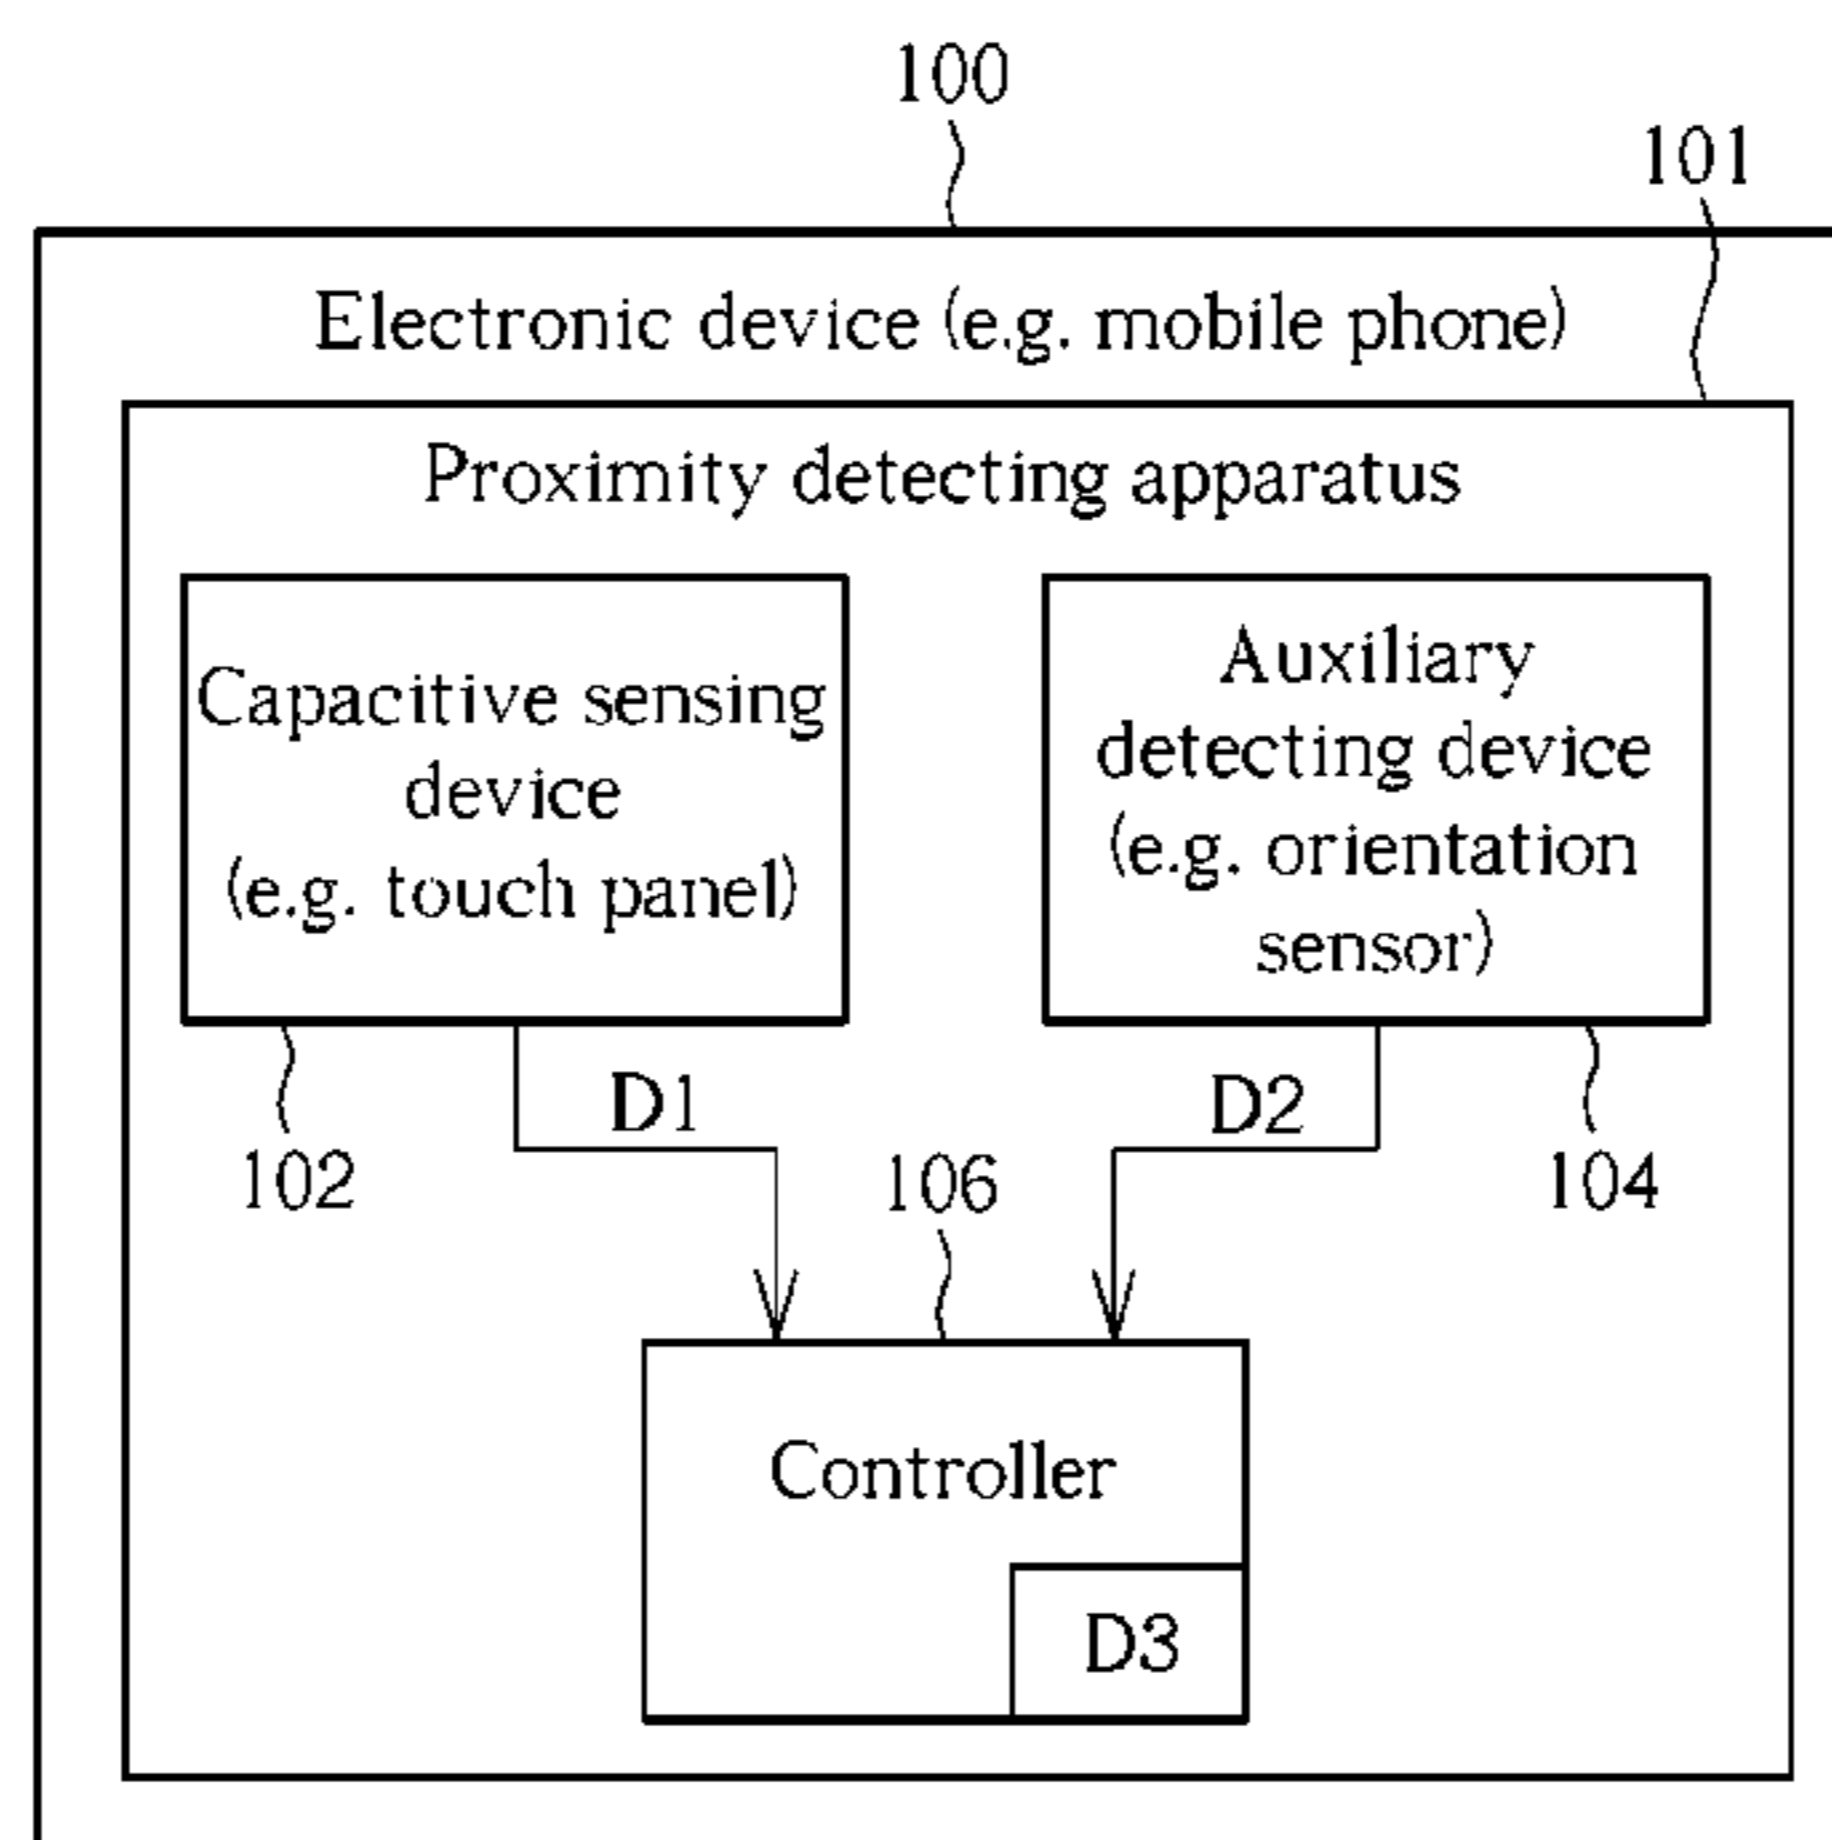 100
101
Electronic device (e.g. mobile phone)
Proximity detecting apparatus
Capacitive sensing
device
(e.g. touch panel)
Auxiliary
detecting device
(e.g. orientation
sensor)
D1
D2
102
106
104
Controller
D3